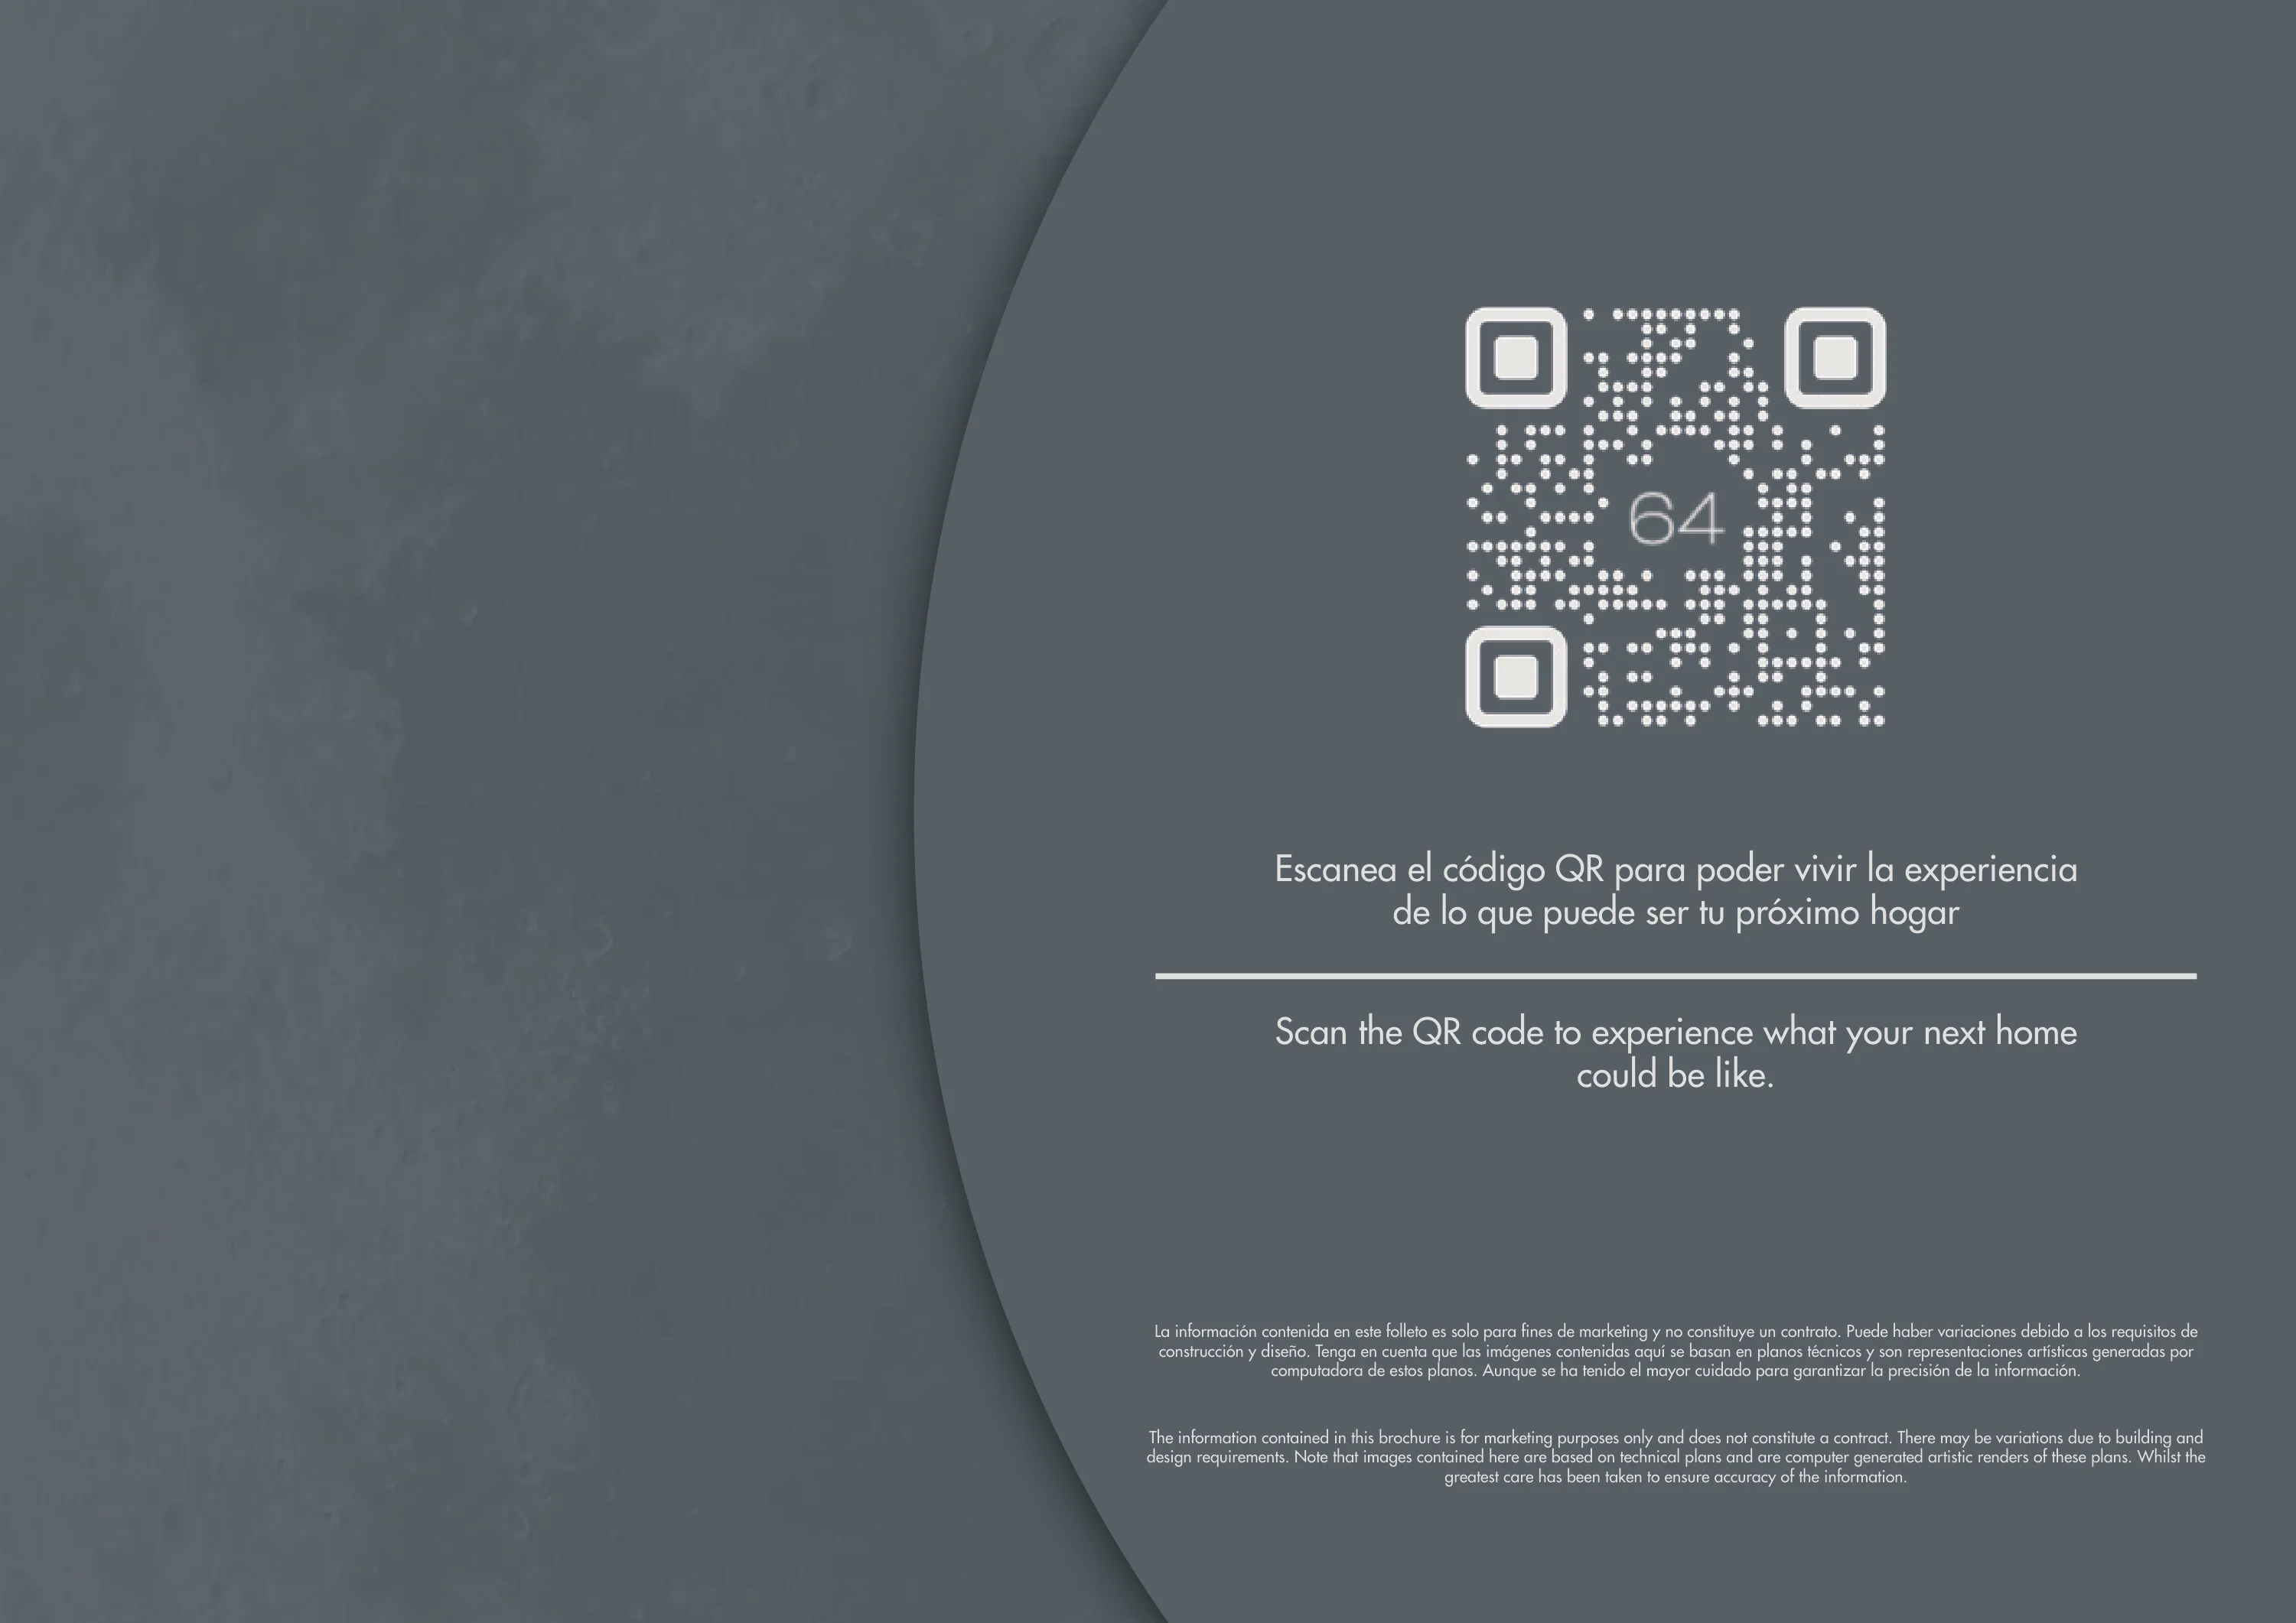 64
Escanea el código QR para poder vivir la experiencia
de lo que puede ser tu próximo hogar
Scan the QR code to experience what your next home
could be like.
La información contenida en este folleto es solo para fines de marketing y no constituye un contrato. Puede haber variaciones debido a los requisitos de
construcción y diseño. Tenga en cuenta que las imágenes contenidas aquí se basan en planos técnicos y son representaciones artísticas generadas por
computadora de estos planos. Aunque se ha tenido el mayor cuidado para garantizar la precisión de la información.
The information contained in this brochure is for marketing purposes only and does not constitute a contract. There may be variations due to building and
design requirements. Note that images contained here are based on technical plans and are computer generated artistic renders of these plans. Whilst the
greatest care has been taken to ensure accuracy of the information.